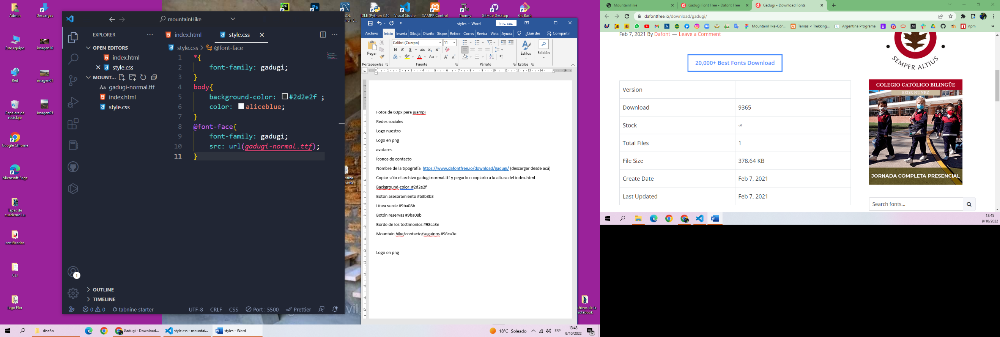 Admin
Descargas
Este equipo
imagen10
Red
imagen01
Papelera de
reciclaje
imagen05
Google Chrome
Microsoft Edge
Tapas de
cuaderno Lu
certificados
Css
logo Flor
IDLE (Python 3.10
Visual Studio
XAMPP Control
Thonny
GitHub Desktop
Git Bash
mountainHike
EXPLORER
OPEN EDITORS
index.html
style.css
MOUNT...
gadugi-normal.ttf
index.html
style.css
OUTLINE
TIMELINE
index.html
style.css
style.css > @font-face
1 *{
2 font-family: gadugi;
3 }
4 body{
5 background-color: #2d2e2f ;
6 color: aliceblue;
7 }
8 @font-face{
9 font-family: gadugi;
10 src: url(gadugi-normal.ttf);
11 }
0 0 tabnine starter UTF-8 CRLF CSS Port : 5500 Prettier
styles - Word
Inic. ses.
Archivo Inicio Inserta Dibuja Diseñc Dispos Refere Corres Revisa Vista Ayuda ¿Qué des Compartir
Calibri (Cuerpo) 11
Pegar
N K S abc x₂ x²
Estilos
Edición
Portapapeles Fuente Párrafo Estilos
Fotos de 60px para juampi
Redes sociales
Logo nuestro
Logo en png
avatares
Íconos de contacto
Nombre de la tipografía https://www.dafontfree.io/download/gadugi/ (descargar desde acá)
Copiar sólo el archivo gadugi-normal.ttf y pegarlo o copiarlo a la altura del index.html
Background-color #2d2e2f
Botón asesoramiento #b3b3b3
Línea verde #9ba08b
Botón reservas #9ba08b
Borde de los testimonios #98ca3e
Mountain hike/contacto/seguinos #98ca3e
Logo en png
chivos de la
notebook
diseño
Gadugi - Download...
style.css - mountai...
styles - Word
18°C Soleado
ESP
13:45
9/10/2022
17
MountainHike
Gadugi Font Free - Dafont Free
Gadugi - Download Fonts
dafontfree.io/download/gadugi/
MountainHIke-Cór...
Temas < Trekking...
Argentina Programa
npm
Feb 7, 2021 By Dafont — Leave a Comment
20,000+ Best Fonts Download
Version
Download 9365
Stock ∞
Total Files 1
File Size 378.64 KB
Create Date Feb 7, 2021
Last Updated Feb 7, 2021
SEMPER ALTIUS
COLEGIO CATÓLICO BILINGÜE
SEDE NUÑEZ
JORNADA COMPLETA PRESENCIAL
Search fonts...
13:45
9/10/2022